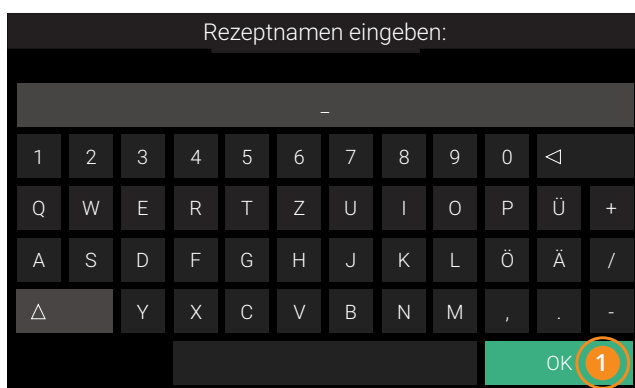 Rezeptnamen eingeben:
_
1 2 3 4 5 6 7 8 9 0 ◁
Q W E R T Z U I O P Ü +
A S D F G H J K L Ö Ä /
△ Y X C V B N M , . -
OK 1